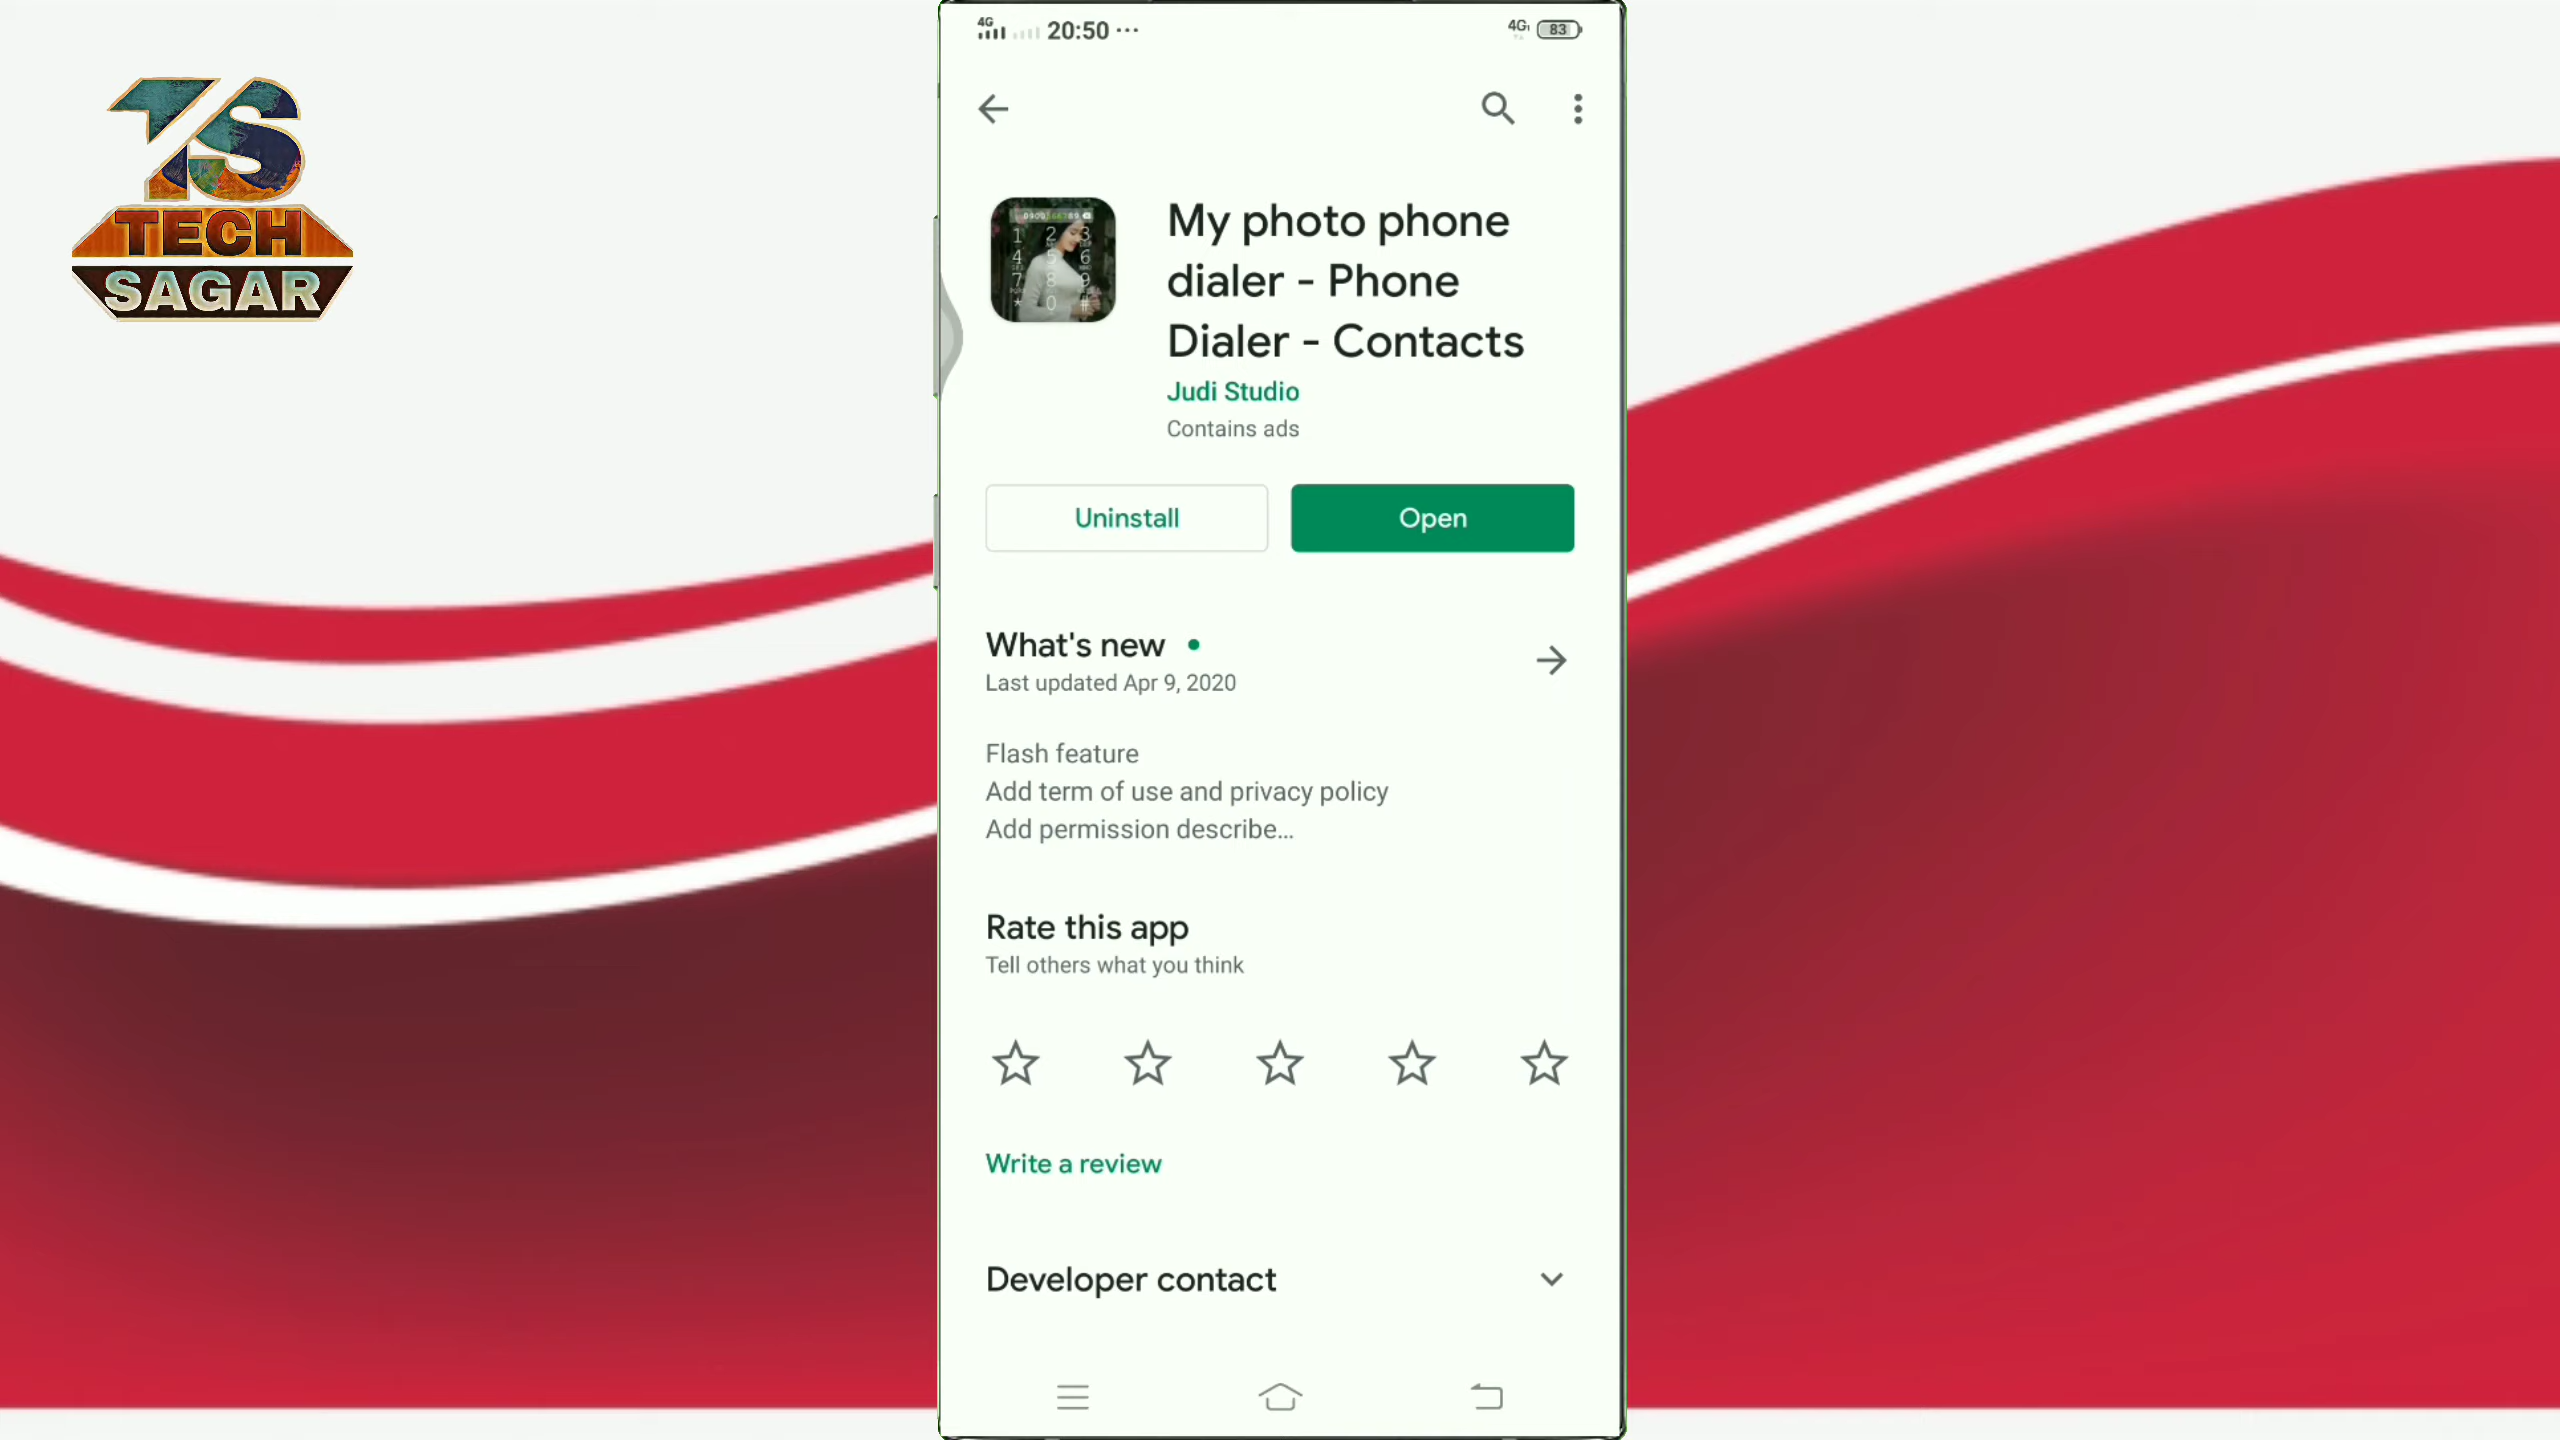 TS
TECH
SAGAR
4G
20:50 ...
4G
83
My photo phone
dialer - Phone
Dialer - Contacts
Judi Studio
Contains ads
Uninstall
Open
What's new
Last updated Apr 9, 2020
Flash feature
Add term of use and privacy policy
Add permission describe...
Rate this app
Tell others what you think
Write a review
Developer contact